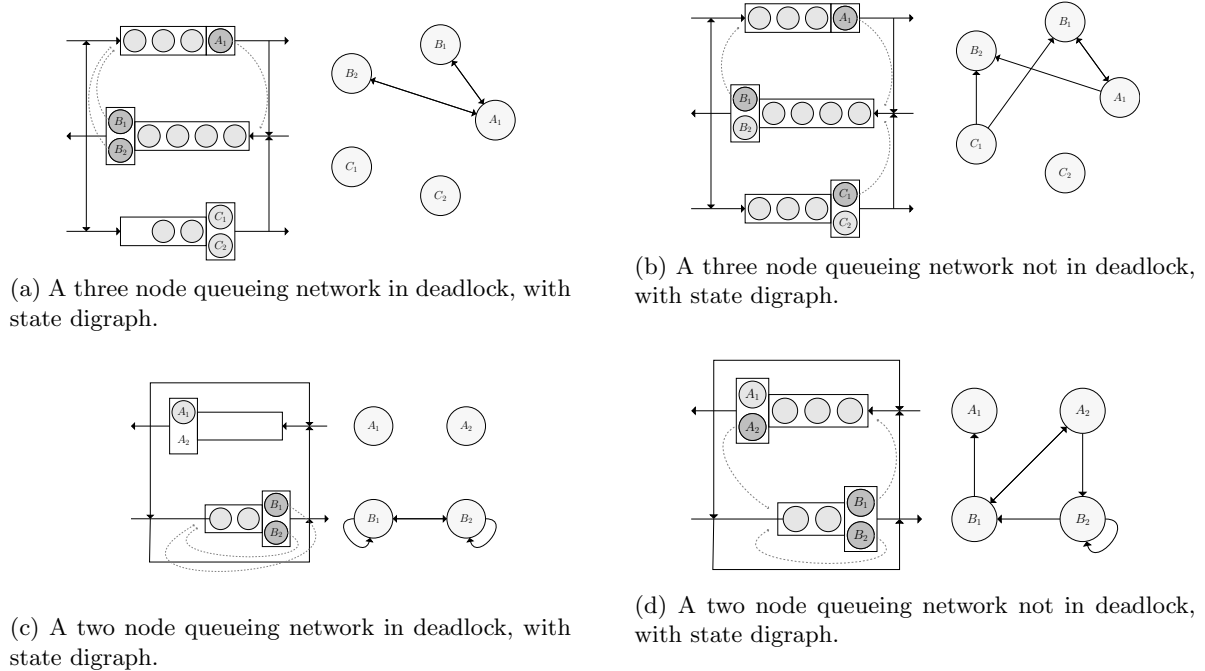 A₁
B₁
B₂
C₁
C₂
B₁
B₂
A₁
C₁
C₂
(a) A three node queueing network in deadlock, with
state digraph.
A₁
B₁
B₂
C₁
C₂
B₁
B₂
A₁
C₁
C₂
(b) A three node queueing network not in deadlock,
with state digraph.
A₁
A₂
B₁
B₂
A₁
A₂
B₁
B₂
(c) A two node queueing network in deadlock, with
state digraph.
A₁
A₂
B₁
B₂
A₁
A₂
B₁
B₂
(d) A two node queueing network not in deadlock,
with state digraph.